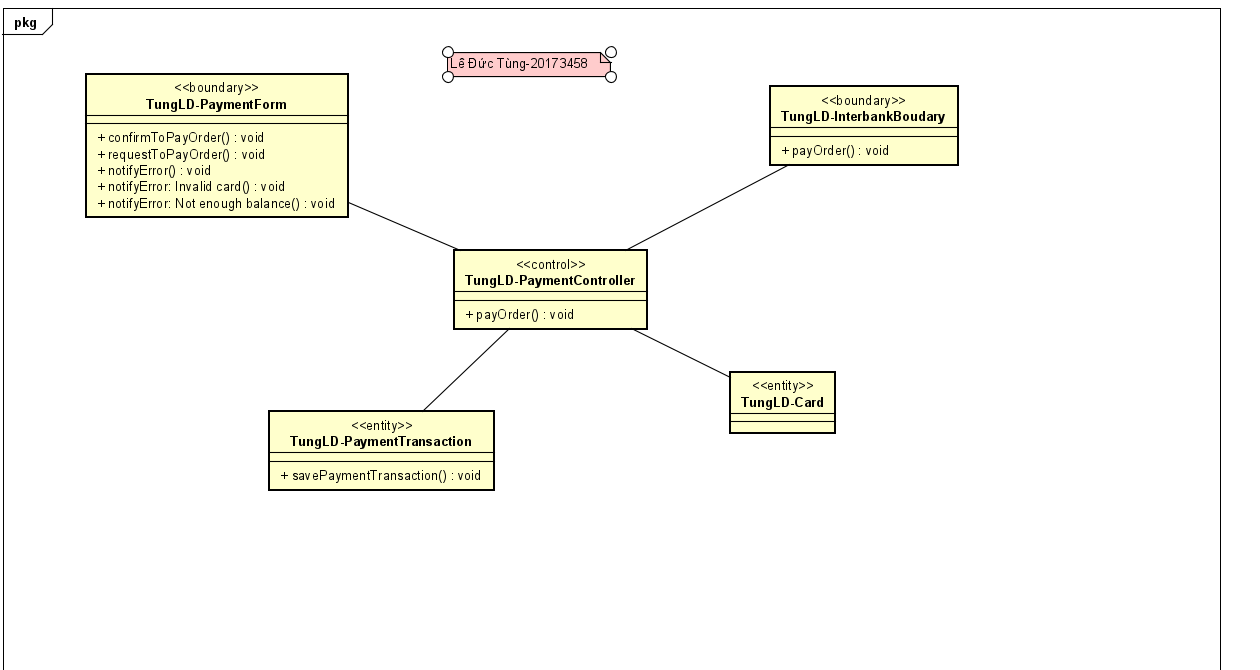 pkg
Lê Đức Tùng-20173458
<<boundary>>
TungLD-PaymentForm
+ confirmToPayOrder() : void
+ requestToPayOrder() : void
+ notifyError() : void
+ notifyError: Invalid card() : void
+ notifyError: Not enough balance() : void
<<boundary>>
TungLD-InterbankBoudary
+ payOrder() : void
<<control>>
TungLD-PaymentController
+ payOrder() : void
<<entity>>
TungLD-Card
<<entity>>
TungLD-PaymentTransaction
+ savePaymentTransaction() : void